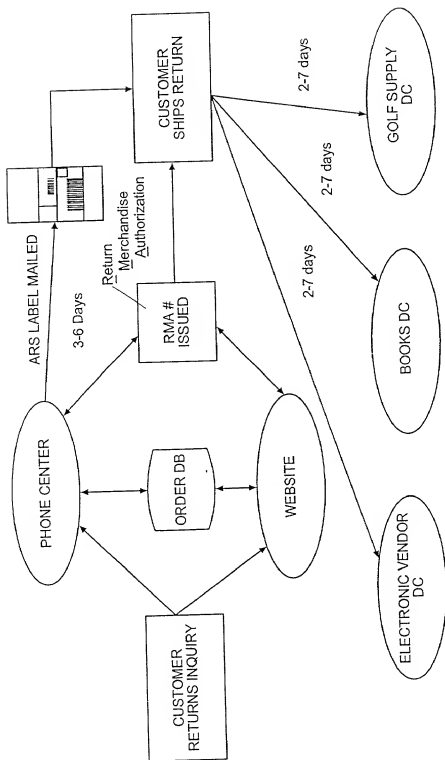 CUSTOMER
RETURNS INQUIRY
PHONE CENTER
ORDER DB
WEBSITE
ARS LABEL MAILED
3-6 Days
Return
Merchandise
Authorization
RMA #
ISSUED
CUSTOMER
SHIPS RETURN
2-7 days
2-7 days
2-7 days
ELECTRONIC VENDOR
DC
BOOKS DC
GOLF SUPPLY
DC